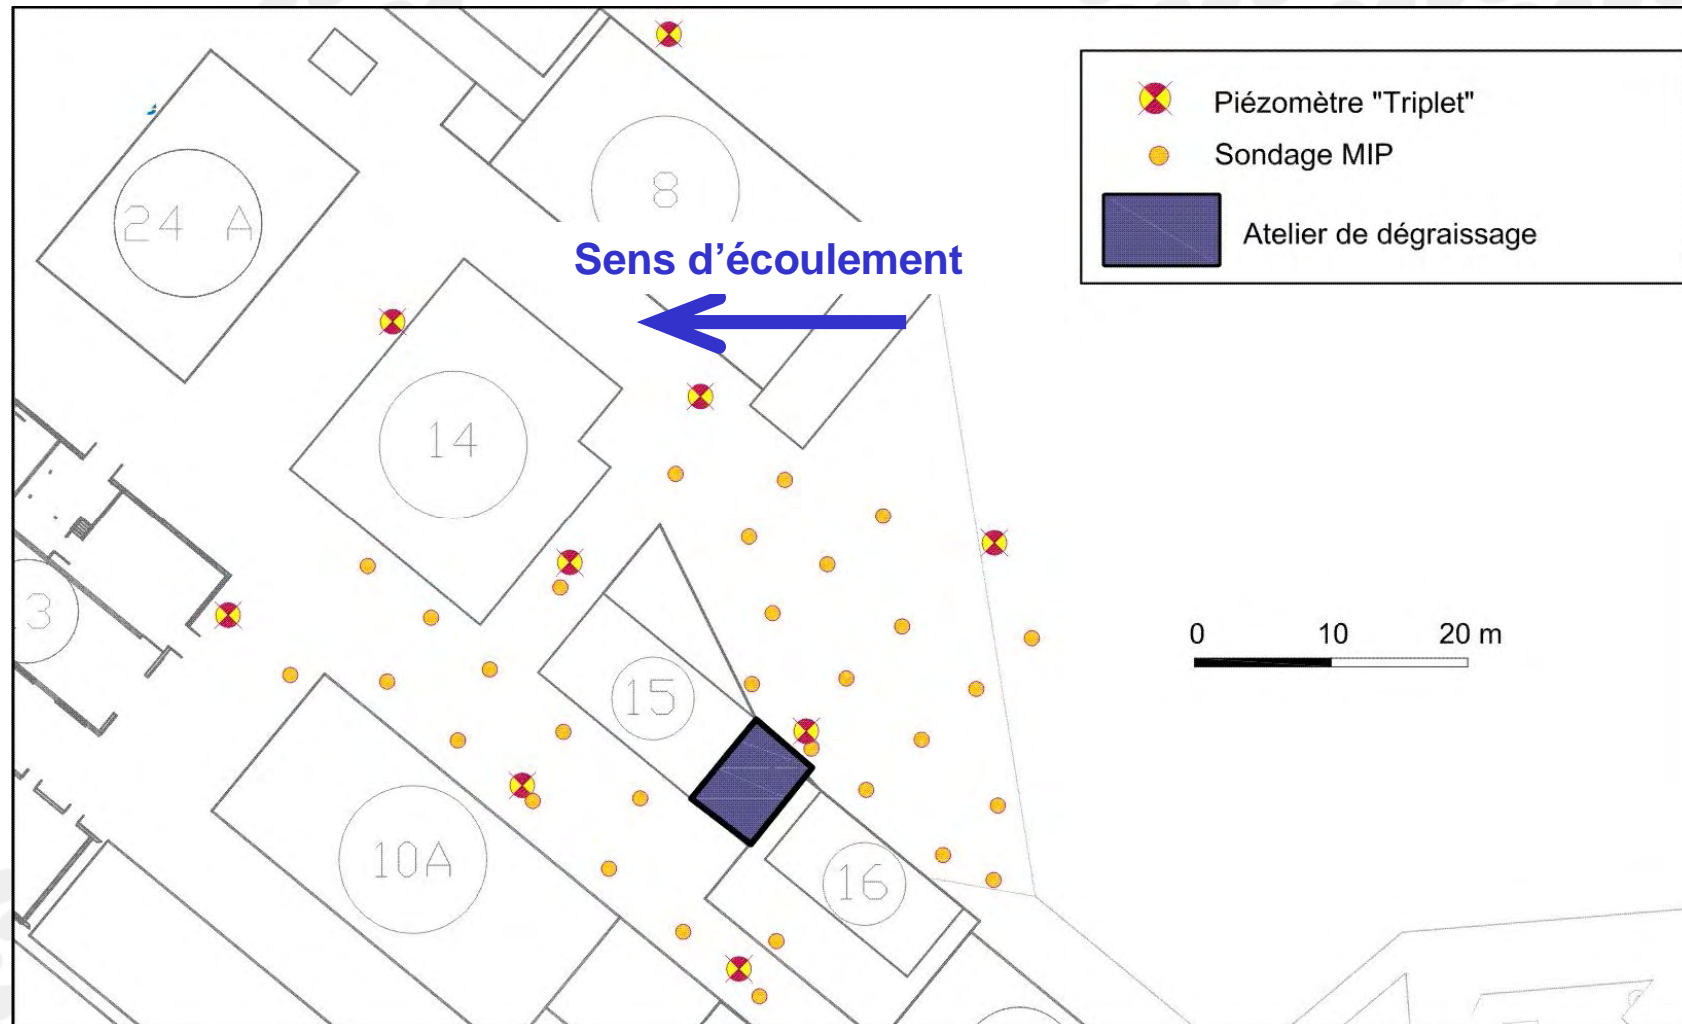 Piézomètre "Triplet"
Sondage MIP
Atelier de dégraissage
8
24 A
Sens d’écoulement
14
3
0 10 20 m
15
10A
16